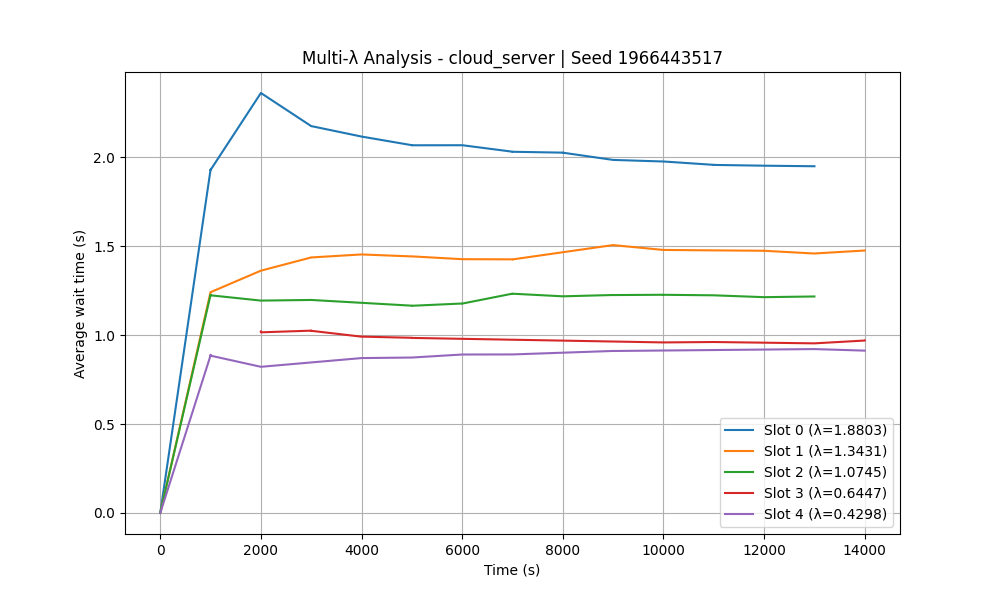 Multi-λ Analysis - cloud_server | Seed 1966443517
Average wait time (s)
2.0
1.5
1.0
0.5
0.0
Slot 0 (λ=1.8803)
Slot 1 (λ=1.3431)
Slot 2 (λ=1.0745)
Slot 3 (λ=0.6447)
Slot 4 (λ=0.4298)
0 2000 4000 6000 8000 10000 12000 14000
Time (s)